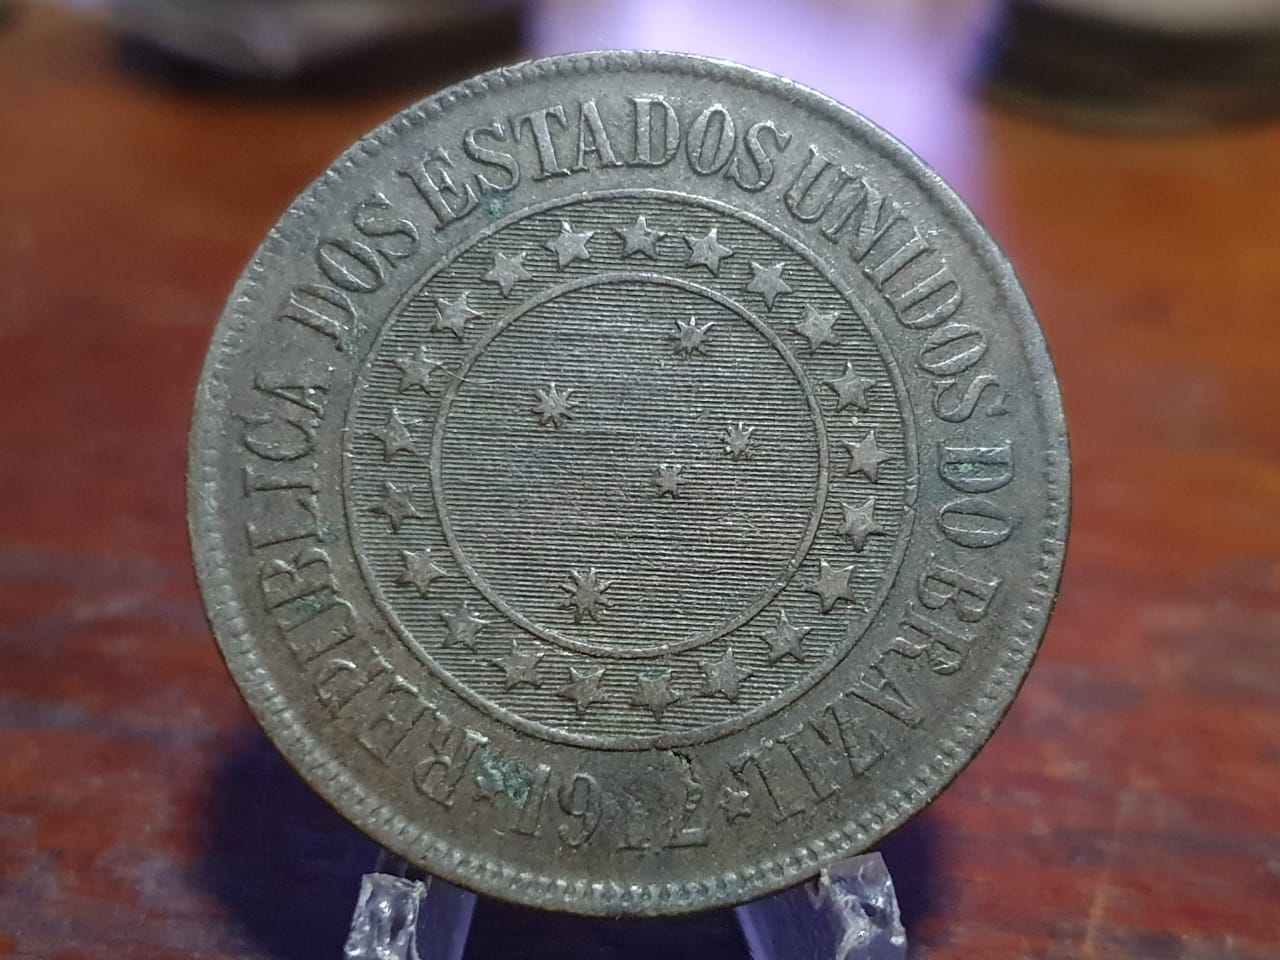 REPUBLICA DOS ESTADOS UNIDOS DO BRAZIL
1912